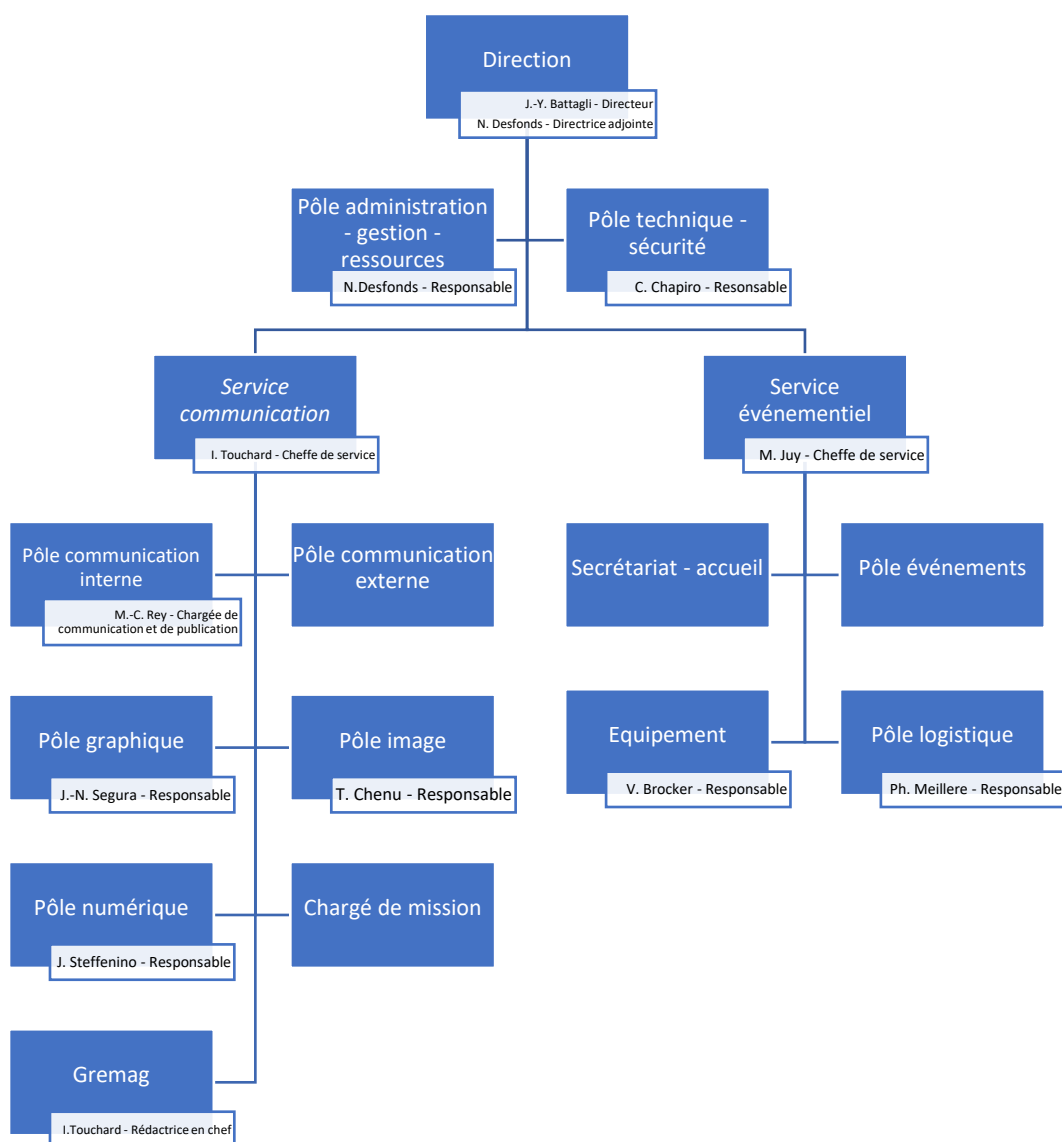 Direction
J.-Y. Battagli - Directeur
N. Desfonds - Directrice adjointe
Pôle administration
- gestion -
ressources
N.Desfonds - Responsable
Pôle technique -
sécurité
C. Chapiro - Resonsable
Service
communication
I. Touchard - Cheffe de service
Service
événementiel
M. Juy - Cheffe de service
Pôle communication
interne
M.-C. Rey - Chargée de
communication et de publication
Pôle communication
externe
Secrétariat - accueil
Pôle événements
Pôle graphique
J.-N. Segura - Responsable
Pôle image
T. Chenu - Responsable
Equipement
V. Brocker - Responsable
Pôle logistique
Ph. Meillere - Responsable
Pôle numérique
J. Steffenino - Responsable
Chargé de mission
Gremag
I.Touchard - Rédactrice en chef